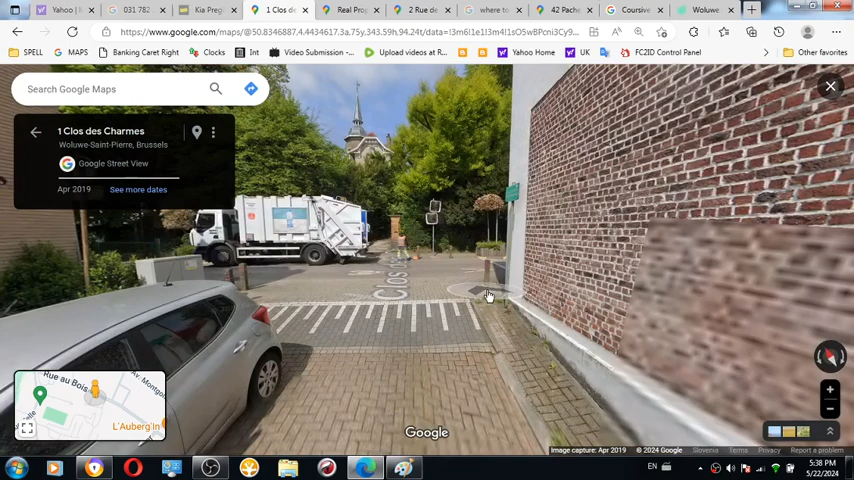 Yahoo |
031 782
Kia Preg
1 Clos de
Real Prop
2 Rue de
where to
42 Pache
Coursive
Woluwe
https://www.google.com/maps/@50.8346887,4.4434617,3a,75y,313.59h,94.24t/data=!3m6!1e1!3m4!1sO5wBPcni3Cy9...
SPELL
MAPS
Banking Caret Right
Clocks
Int
Video Submission -...
Upload videos at R...
Yahoo Home
UK
FC2ID Control Panel
Other favorites
Search Google Maps
1 Clos des Charmes
Woluwe-Saint-Pierre, Brussels
Google Street View
Apr 2019
See more dates
Clos
Rue au Bois
Av. Montgol
L'Auberg'in
Google
Image capture: Apr 2019
© 2024 Google
Slovenia
Terms
Privacy
Report a problem
EN
5:38 PM
5/22/2024